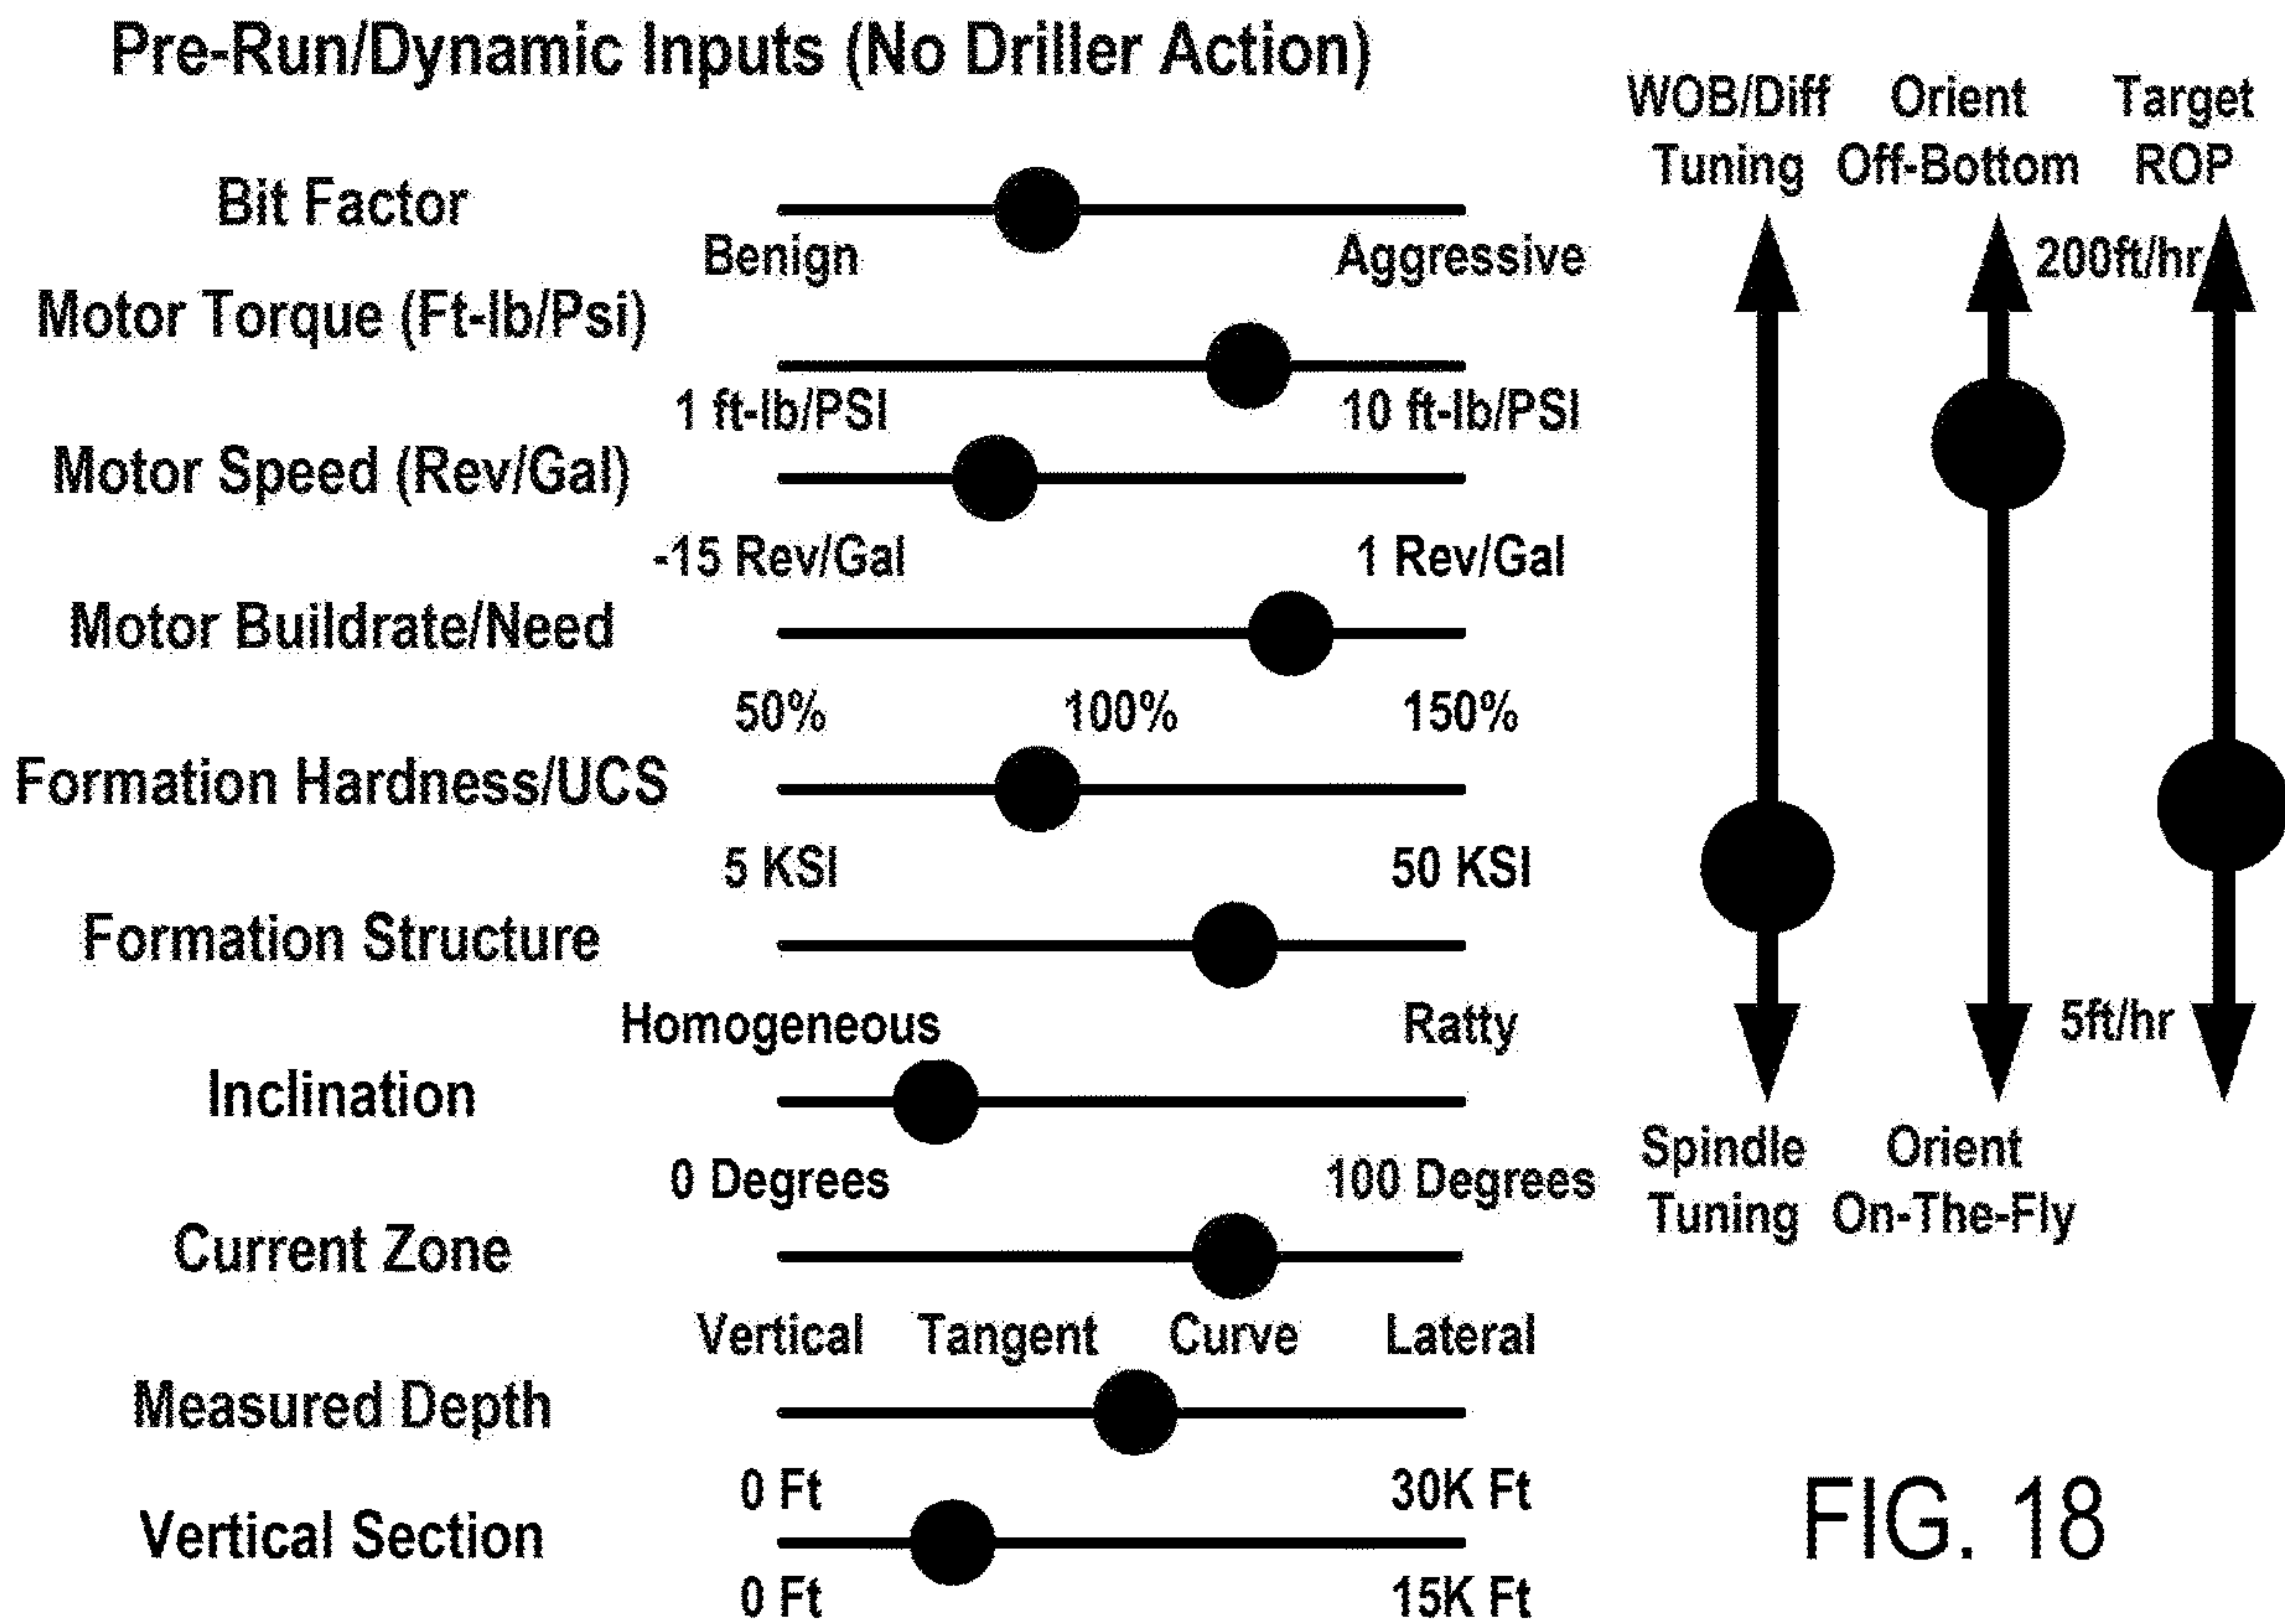 Pre-Run/Dynamic Inputs (No Driller Action)
WOB/Diff Orient Target
Tuning Off-Bottom ROP
Bit Factor
Benign Aggressive
200ft/hr
Motor Torque (Ft-lb/Psi)
1 ft-lb/PSI 10 ft-lb/PSI
Motor Speed (Rev/Gal)
-15 Rev/Gal 1 Rev/Gal
Motor Buildrate/Need
50% 100% 150%
Formation Hardness/UCS
5 KSI 50 KSI
Formation Structure
Homogeneous Ratty
5ft/hr
Inclination
0 Degrees 100 Degrees
Spindle Orient
Tuning On-The-Fly
Current Zone
Vertical Tangent Curve Lateral
Measured Depth
0 Ft 30K Ft
Vertical Section
0 Ft 15K Ft
FIG. 18